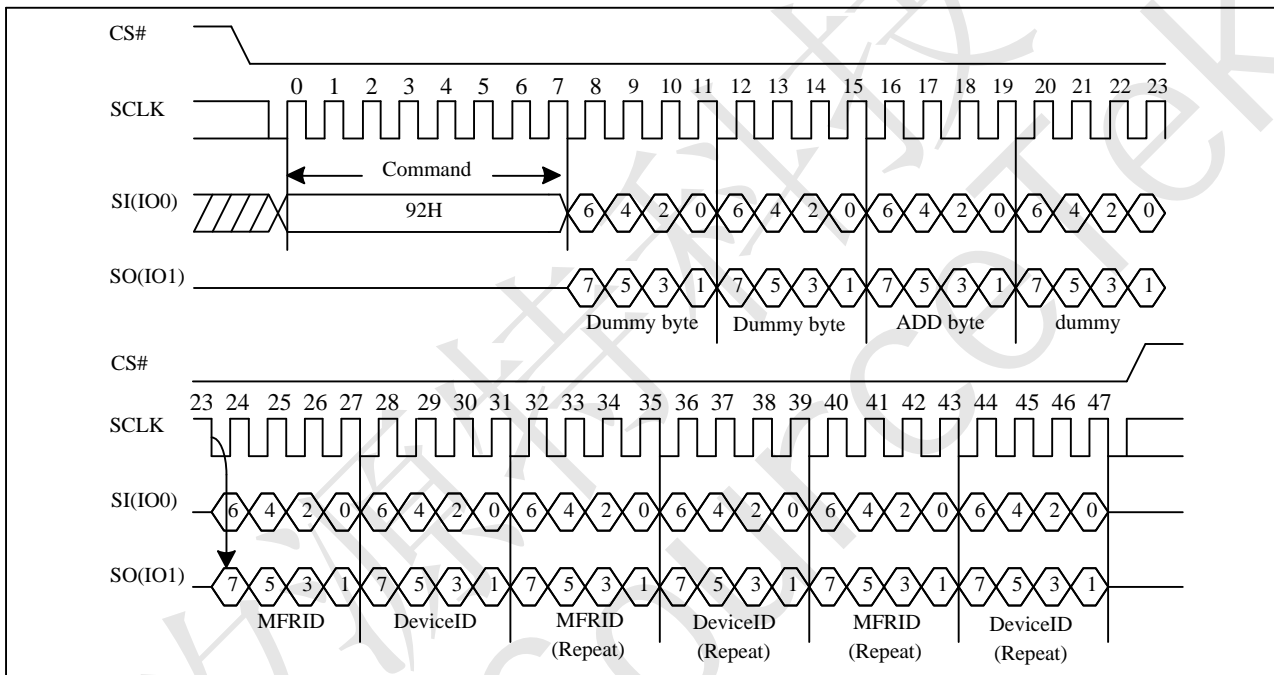 CS#
0 1 2 3 4 5 6 7 8 9 10 11 12 13 14 15 16 17 18 19 20 21 22 23
SCLK
Command
SI(IO0)
92H
6 4 2 0 6 4 2 0 6 4 2 0 6 4 2 0
SO(IO1)
7 5 3 1 7 5 3 1 7 5 3 1 7 5 3 1
Dummy byte Dummy byte ADD byte dummy
CS#
23 24 25 26 27 28 29 30 31 32 33 34 35 36 37 38 39 40 41 42 43 44 45 46 47
SCLK
SI(IO0)
6 4 2 0 6 4 2 0 6 4 2 0 6 4 2 0 6 4 2 0 6 4 2 0
SO(IO1)
7 5 3 1 7 5 3 1 7 5 3 1 7 5 3 1 7 5 3 1 7 5 3 1
MFRID DeviceID MFRID DeviceID MFRID DeviceID
(Repeat) (Repeat) (Repeat) (Repeat)
源特科技
ourceTek